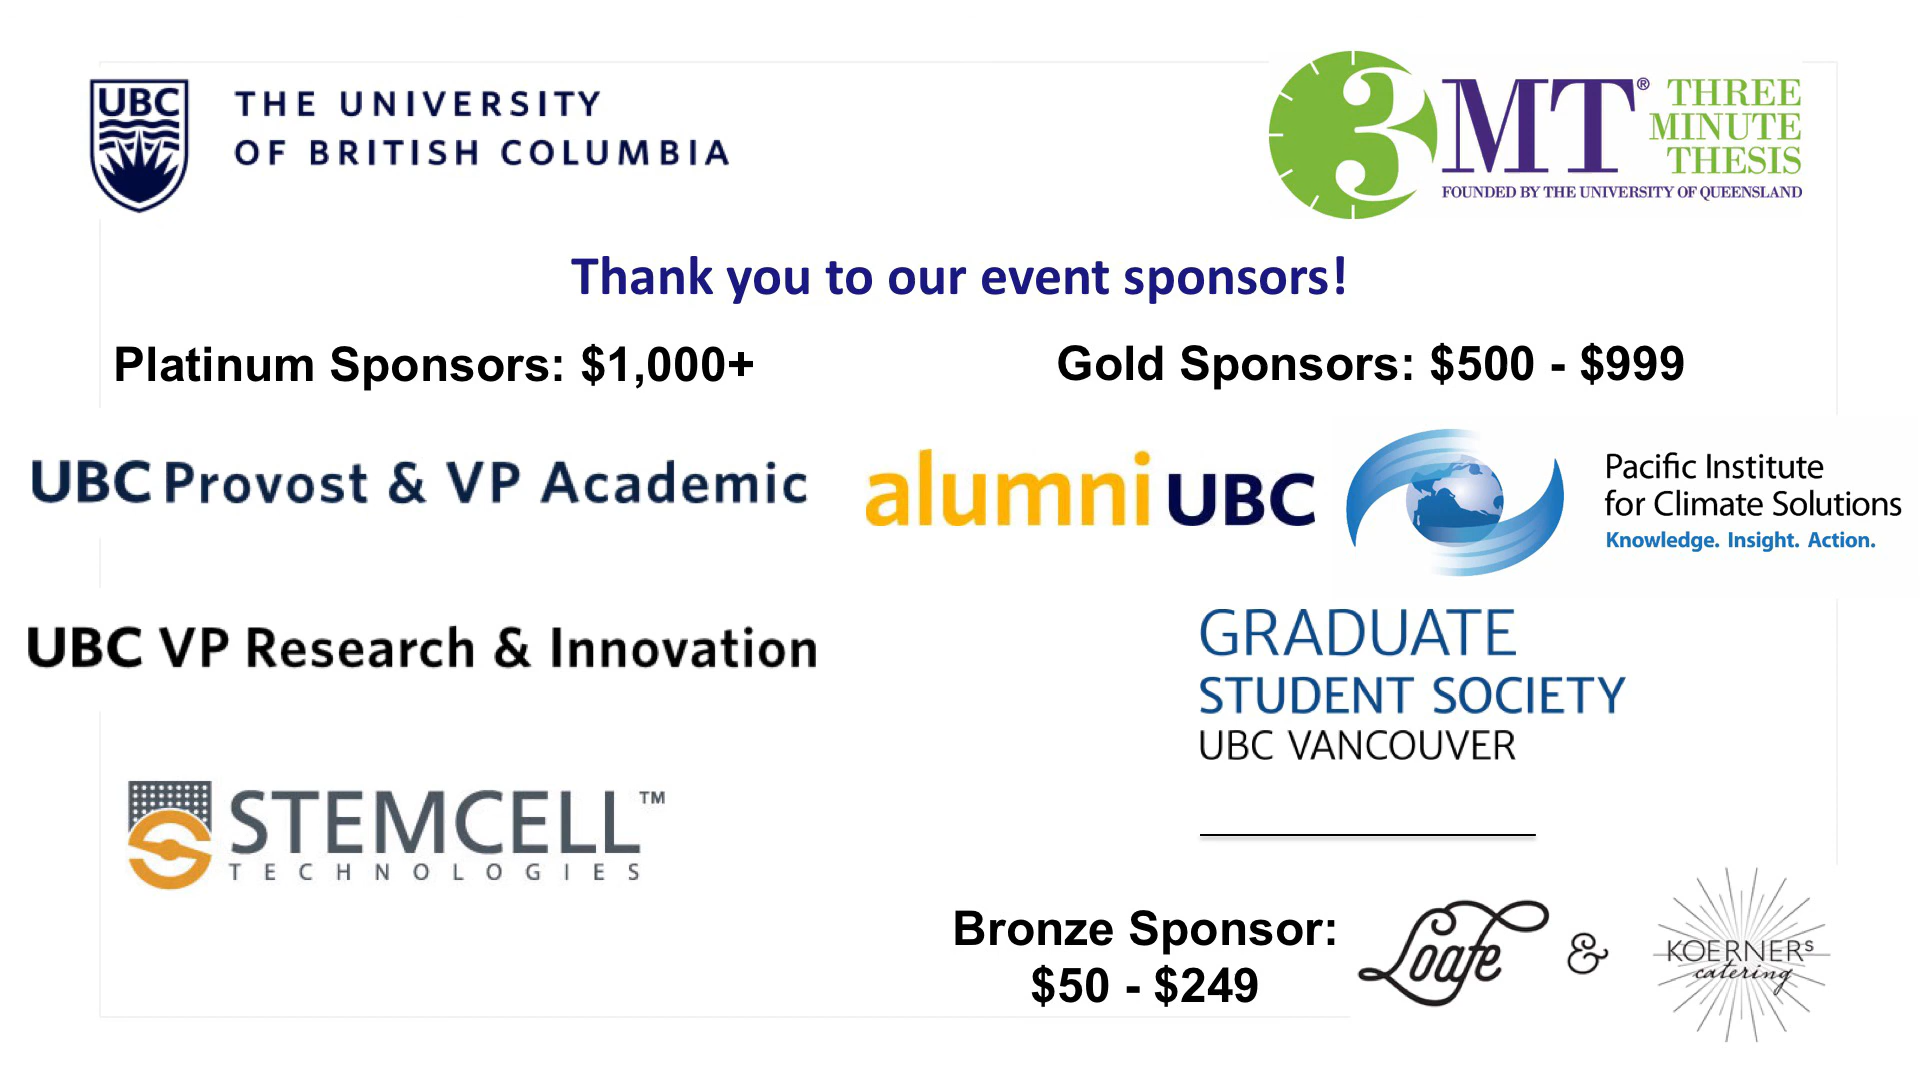 UBC
THE UNIVERSITY
OF BRITISH COLUMBIA
3MT® THREE
MINUTE
THESIS
FOUNDED BY THE UNIVERSITY OF QUEENSLAND
Thank you to our event sponsors!
Platinum Sponsors: $1,000+
UBC Provost & VP Academic
UBC VP Research & Innovation
STEMCELL™
TECHNOLOGIES
Gold Sponsors: $500 - $999
alumni UBC
Pacific Institute
for Climate Solutions
Knowledge. Insight. Action.
GRADUATE
STUDENT SOCIETY
UBC VANCOUVER
Bronze Sponsor:
$50 - $249
Loafe & KOERNERS
catering